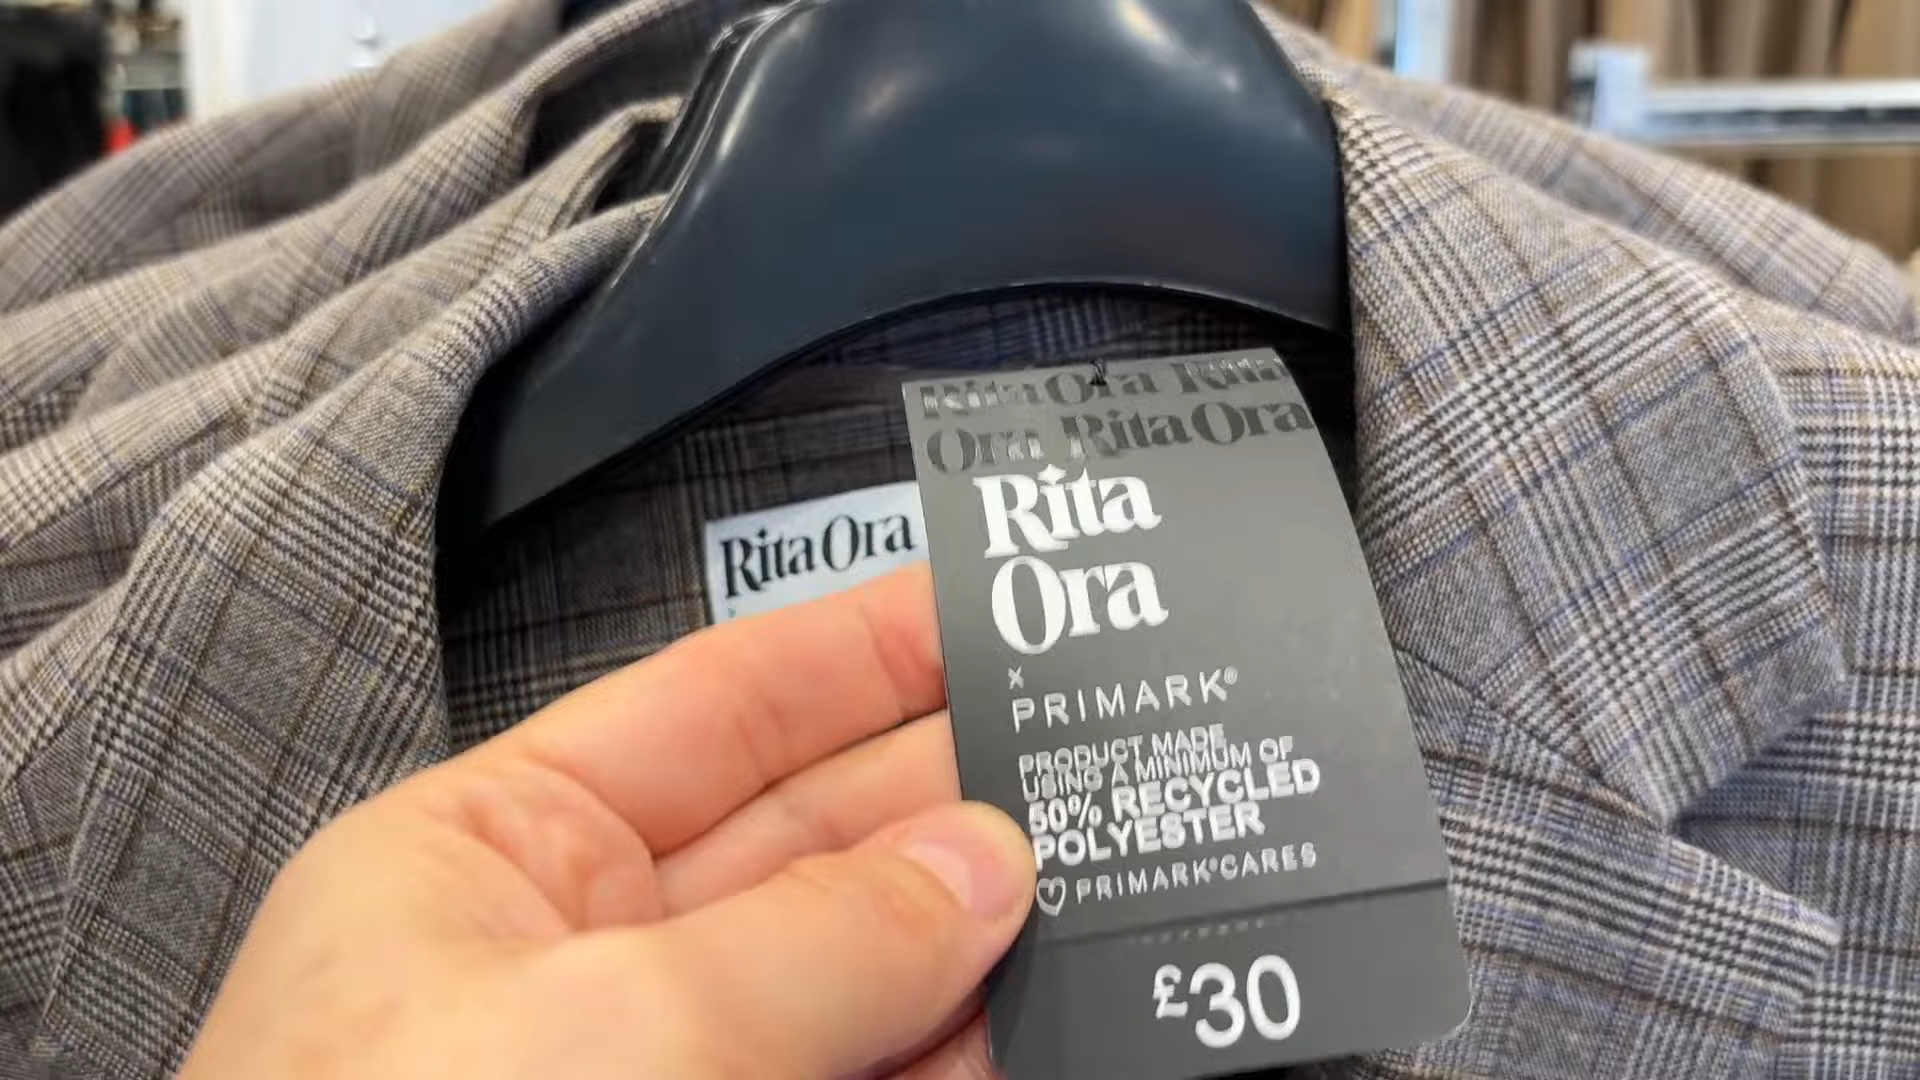 Rita Ora Rita
Ora Rita Ora
Rita
Ora
x
PRIMARK®
PRODUCT MADE
USING A MINIMUM OF
50% RECYCLED
POLYESTER
PRIMARK®CARES
£30
Rita Ora